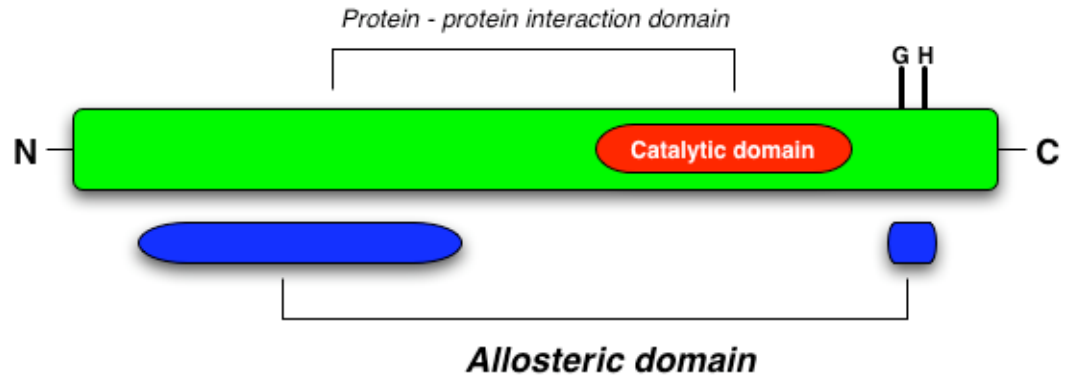 Protein - protein interaction domain
G H
N
Catalytic domain
C
Allosteric domain